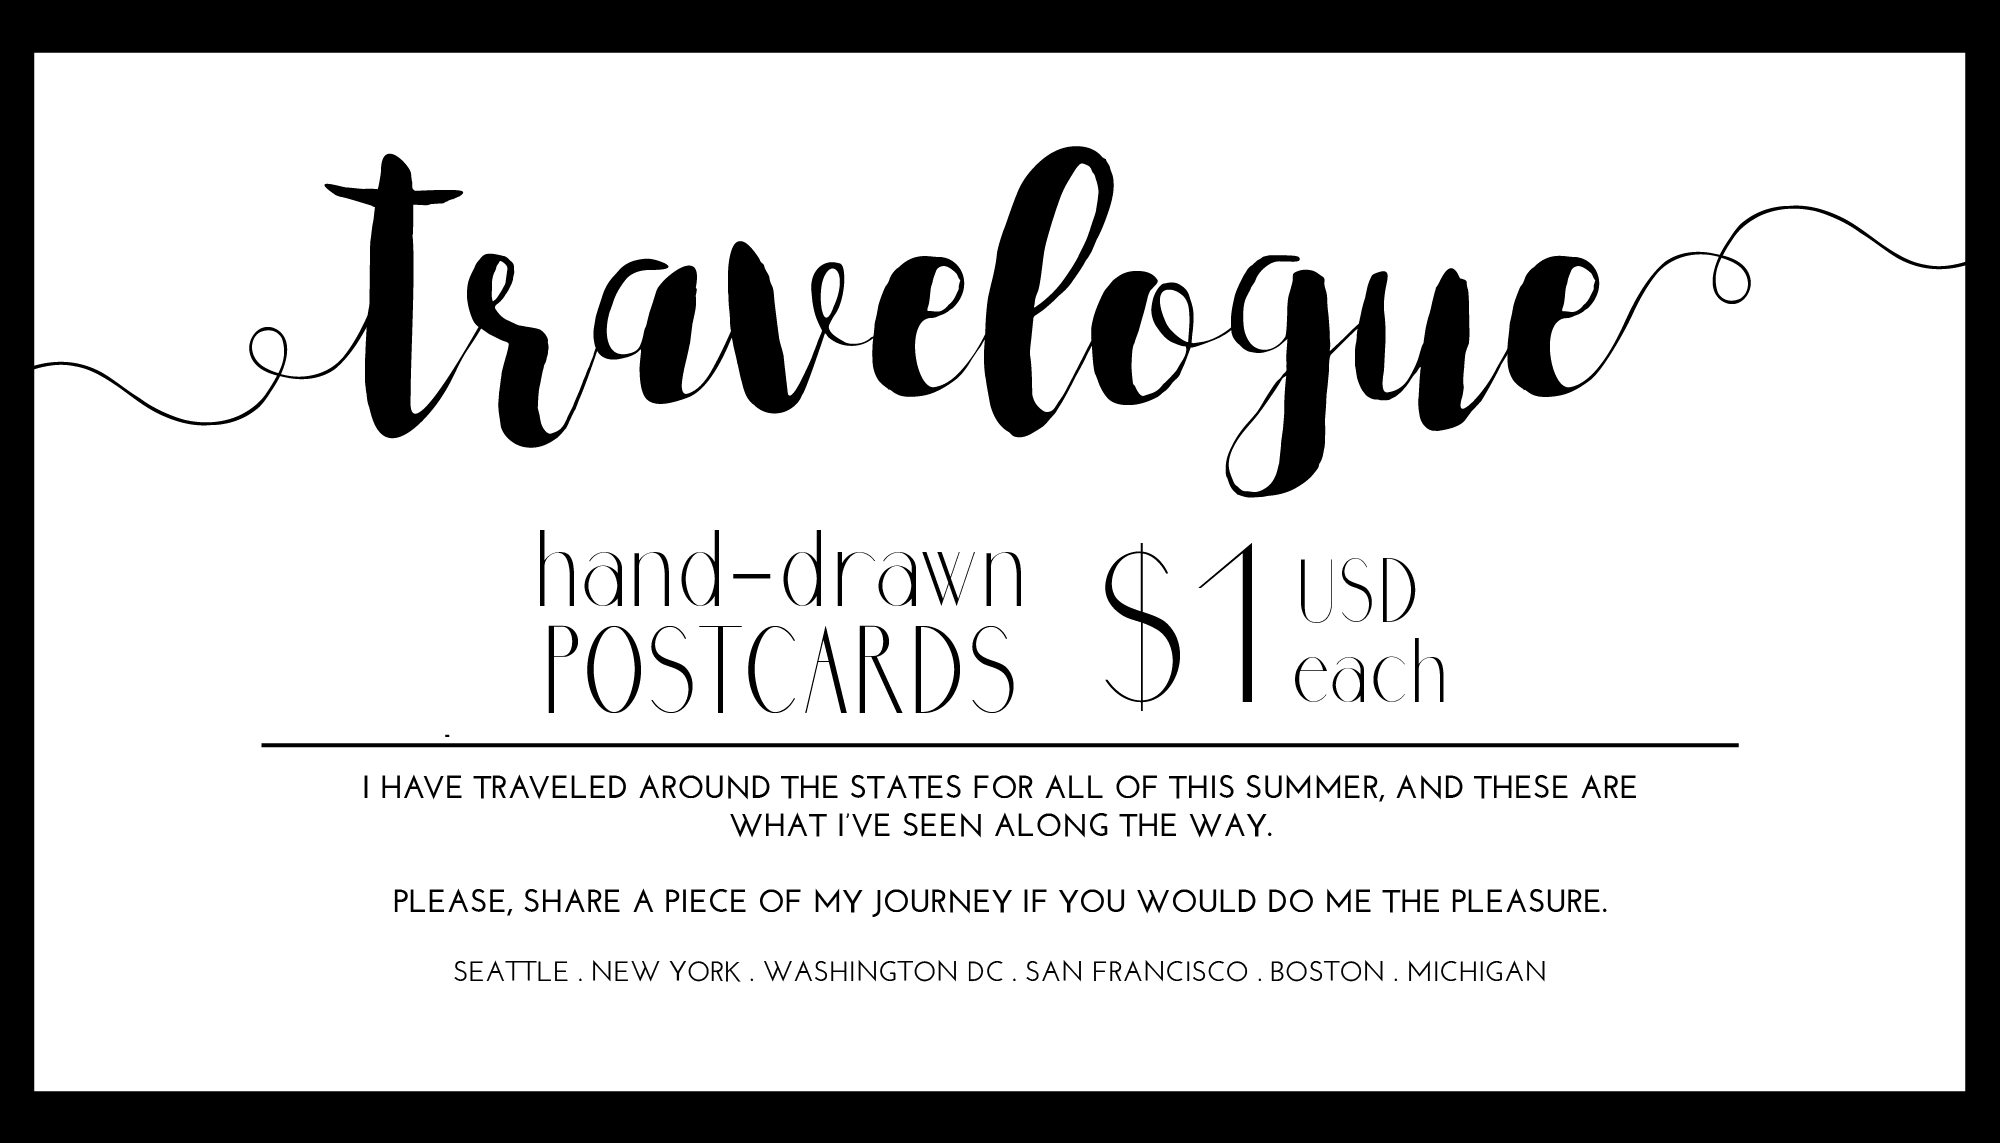 travelogue
hand-drawn
POSTCARDS
$1 USD
each
I HAVE TRAVELED AROUND THE STATES FOR ALL OF THIS SUMMER, AND THESE ARE
WHAT I'VE SEEN ALONG THE WAY.
PLEASE, SHARE A PIECE OF MY JOURNEY IF YOU WOULD DO ME THE PLEASURE.
SEATTLE . NEW YORK . WASHINGTON DC . SAN FRANCISCO . BOSTON . MICHIGAN